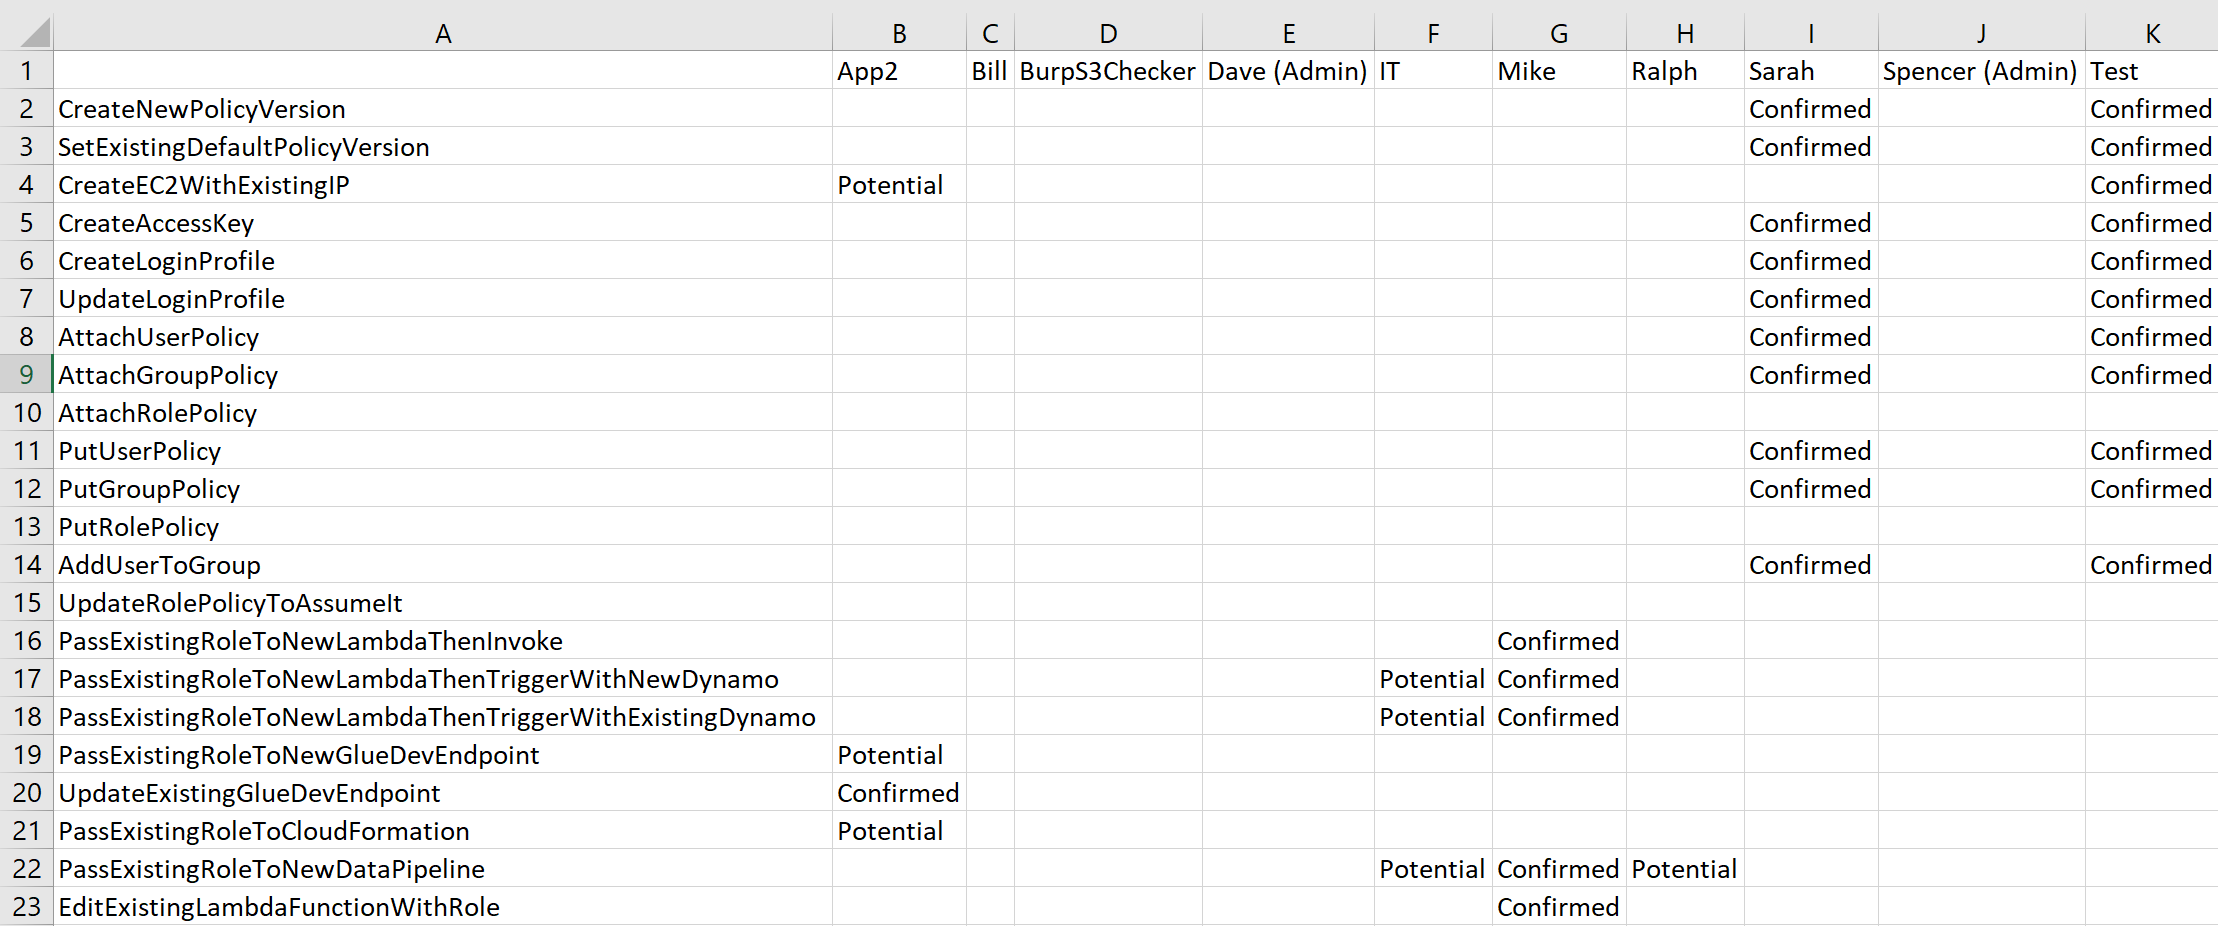 A B C D E F G H I J K
1 App2 Bill BurpS3Checker Dave (Admin) IT Mike Ralph Sarah Spencer (Admin) Test
2 CreateNewPolicyVersion Confirmed Confirmed
3 SetExistingDefaultPolicyVersion Confirmed Confirmed
4 CreateEC2WithExistingIP Potential Confirmed
5 CreateAccessKey Confirmed Confirmed
6 CreateLoginProfile Confirmed Confirmed
7 UpdateLoginProfile Confirmed Confirmed
8 AttachUserPolicy Confirmed Confirmed
9 AttachGroupPolicy Confirmed Confirmed
10 AttachRolePolicy
11 PutUserPolicy Confirmed Confirmed
12 PutGroupPolicy Confirmed Confirmed
13 PutRolePolicy
14 AddUserToGroup Confirmed Confirmed
15 UpdateRolePolicyToAssumeIt
16 PassExistingRoleToNewLambdaThenInvoke Confirmed
17 PassExistingRoleToNewLambdaThenTriggerWithNewDynamo Potential Confirmed
18 PassExistingRoleToNewLambdaThenTriggerWithExistingDynamo Potential Confirmed
19 PassExistingRoleToNewGlueDevEndpoint Potential
20 UpdateExistingGlueDevEndpoint Confirmed
21 PassExistingRoleToCloudFormation Potential
22 PassExistingRoleToNewDataPipeline Potential Confirmed Potential
23 EditExistingLambdaFunctionWithRole Confirmed